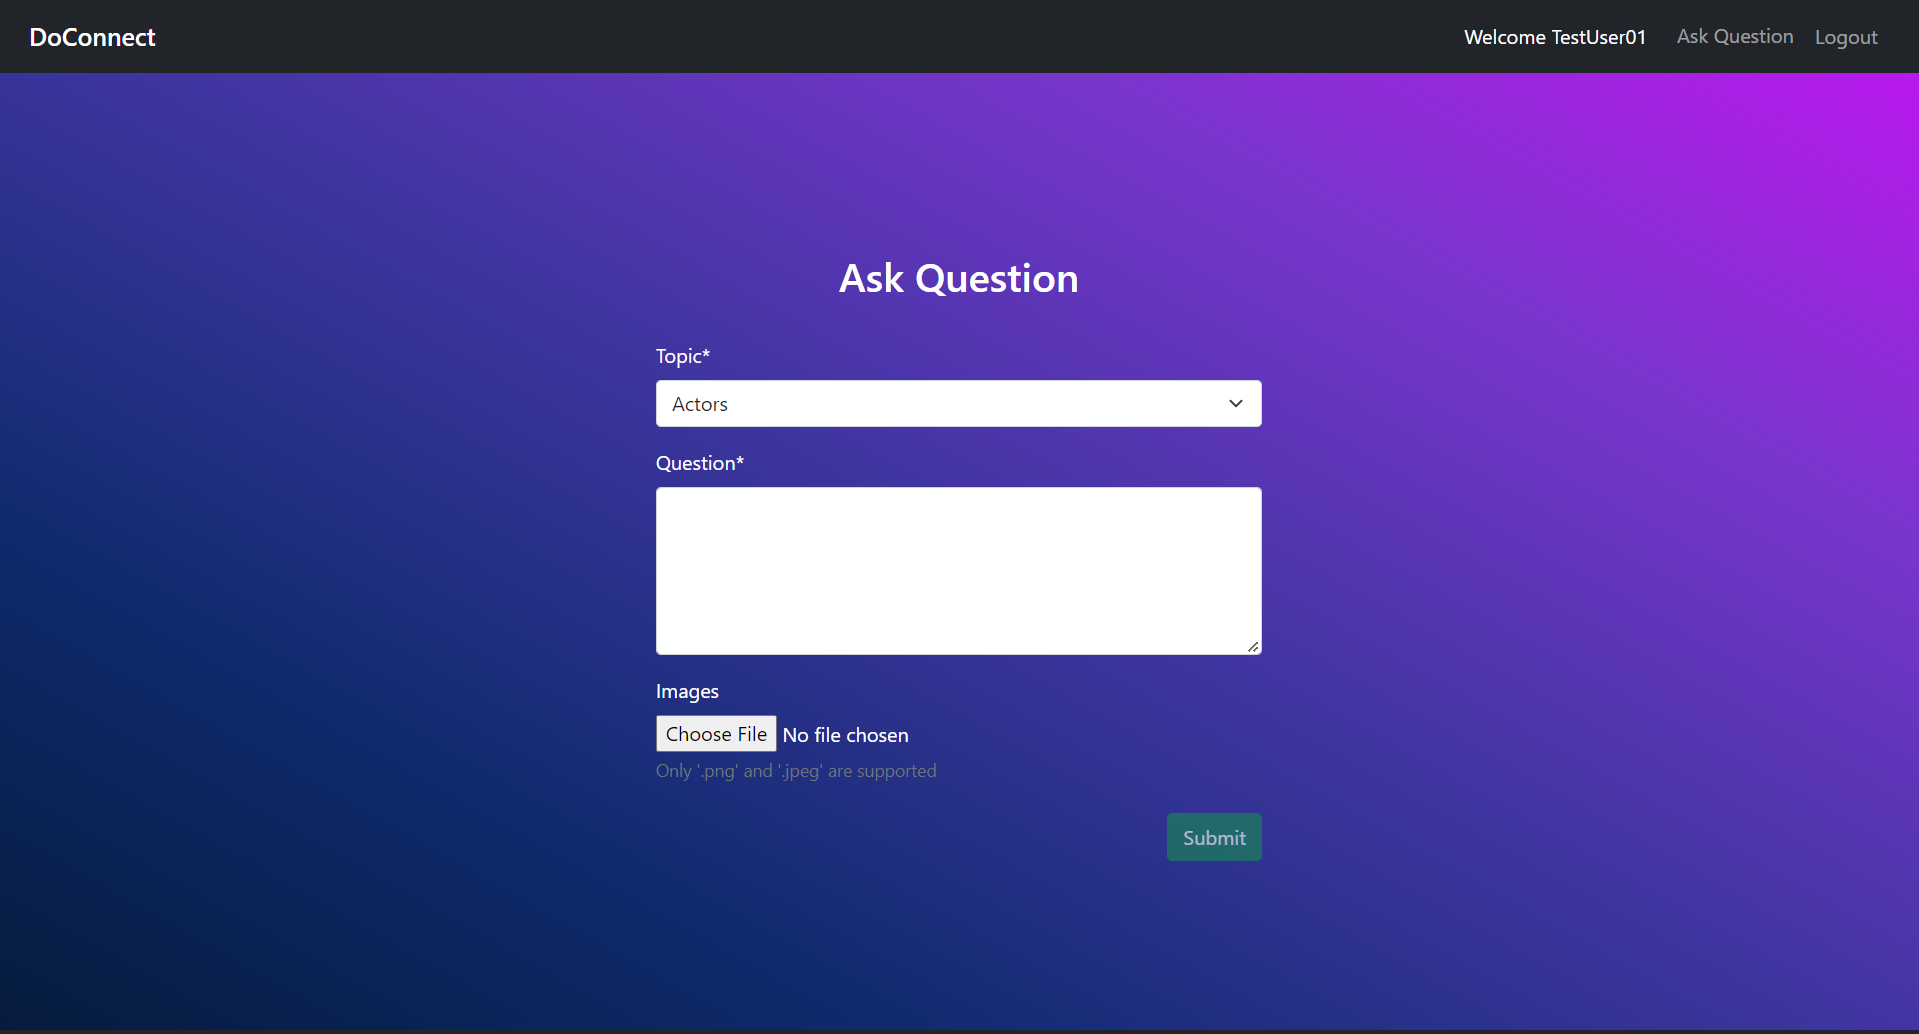 DoConnect
Welcome TestUser01 Ask Question Logout
Ask Question
Topic*
Actors
Question*
Images
Choose File No file chosen
Only '.png' and '.jpeg' are supported
Submit